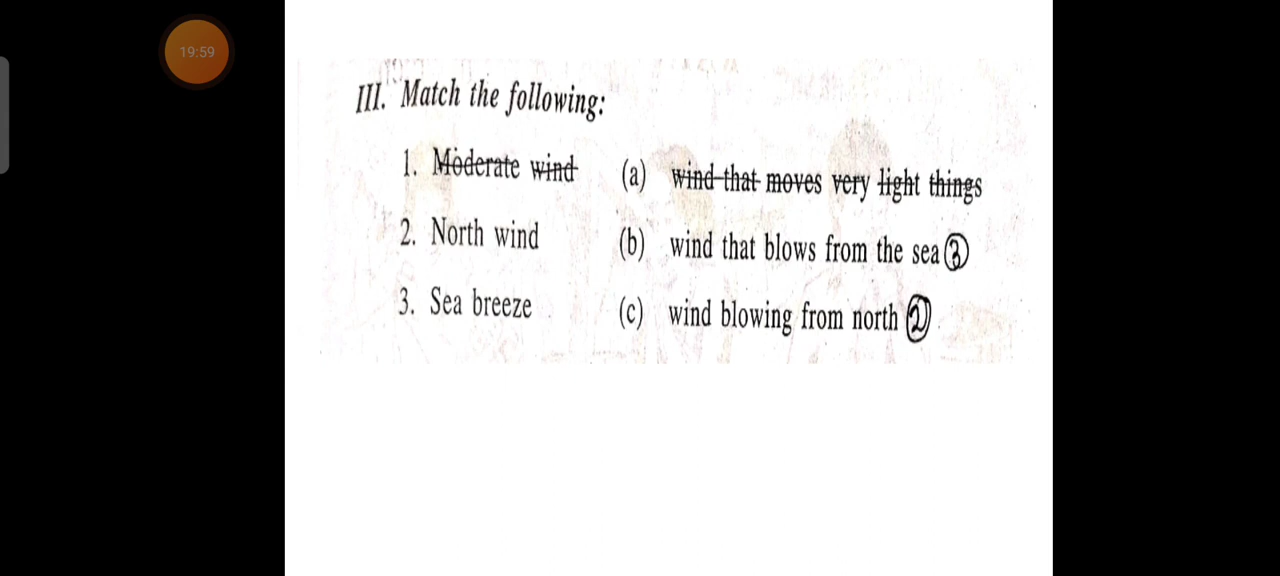 19:59
III. Match the following:
1. Moderate wind (a) wind that moves very light things
2. North wind (b) wind that blows from the sea 3
3. Sea breeze (c) wind blowing from north 2